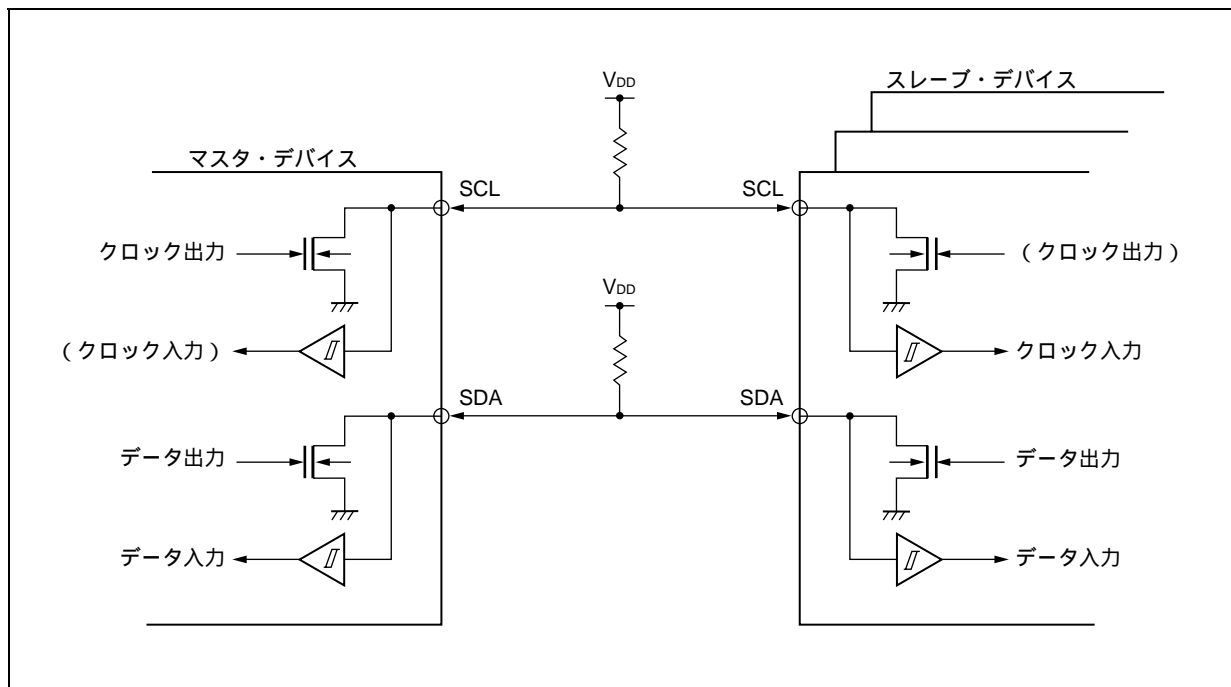 VDD
スレーブ・デバイス
マスタ・デバイス
SCL
SCL
クロック出力
(クロック出力)
VDD
(クロック入力)
クロック入力
SDA
SDA
データ出力
データ出力
データ入力
データ入力